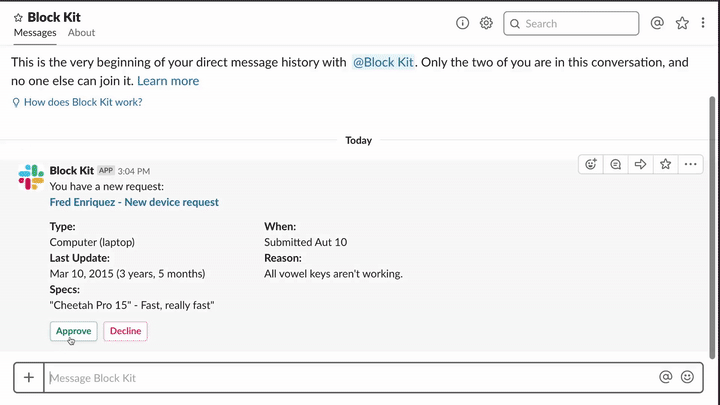 Block Kit
Messages About
Search
This is the very beginning of your direct message history with @Block Kit. Only the two of you are in this conversation, and
no one else can join it. Learn more
How does Block Kit work?
Today
Block Kit APP 3:04 PM
You have a new request:
Fred Enriquez - New device request
Type:
Computer (laptop)
Last Update:
Mar 10, 2015 (3 years, 5 months)
Specs:
"Cheetah Pro 15" - Fast, really fast"
When:
Submitted Aut 10
Reason:
All vowel keys aren't working.
Approve Decline
Message Block Kit